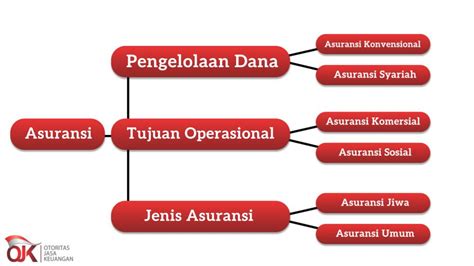 Asuransi
Pengelolaan Dana
Asuransi Konvensional
Asuransi Syariah
Tujuan Operasional
Asuransi Komersial
Asuransi Sosial
Jenis Asuransi
Asuransi Jiwa
Asuransi Umum
OJK
OTORITAS
JASA
KEUANGAN